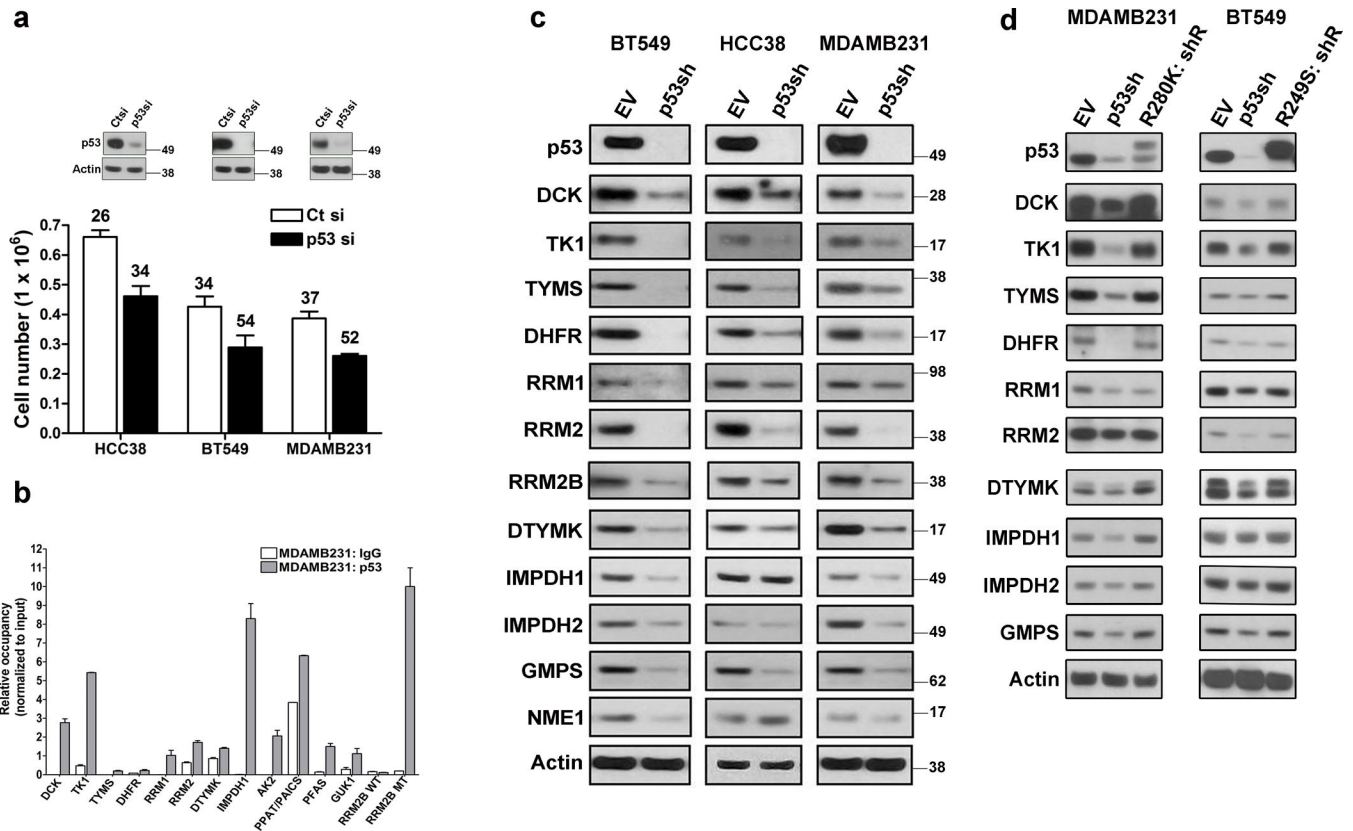 a
Ctsi p53si Ctsi p53si Ctsi p53si
p53 49 49 49
Actin 38 38 38
Ct si
p53 si
Cell number (1 x 10⁶)
0.7
0.6
0.5
0.4
0.3
0.2
0.1
0.0
26 34 34 54 37 52
HCC38 BT549 MDAMB231
b
MDAMB231: IgG
MDAMB231: p53
Relative occupancy
(normalized to input)
12
11
10
9
8
7
6
5
4
3
2
1
0
DCK TK1 TYMS DHFR RRM1 RRM2 DTYMK IMPDH1 AK2 PPAT/PAICS PFAS GUK1 RRM2B WT RRM2B MT
c
BT549 HCC38 MDAMB231
EV p53sh EV p53sh EV p53sh
p53 49
DCK 28
TK1 17
TYMS 38
DHFR 17
RRM1 98
RRM2 38
RRM2B 38
DTYMK 17
IMPDH1 49
IMPDH2 49
GMPS 62
NME1 17
Actin 38
d
MDAMB231 BT549
EV p53sh R280K: shR EV p53sh R249S: shR
p53
DCK
TK1
TYMS
DHFR
RRM1
RRM2
DTYMK
IMPDH1
IMPDH2
GMPS
Actin